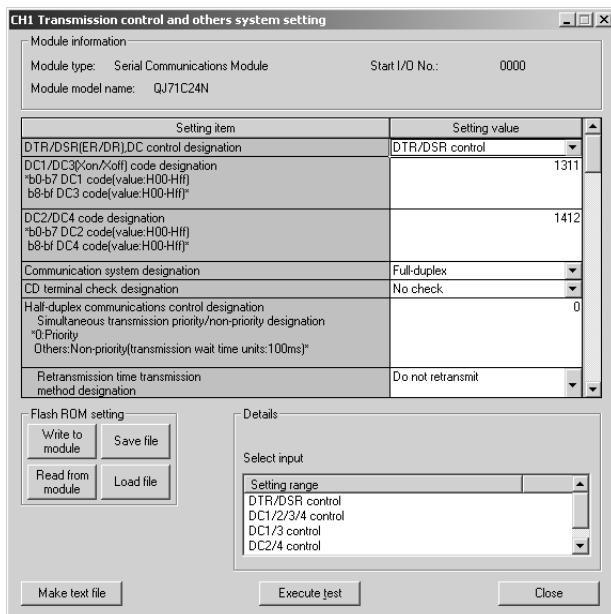 CH1 Transmission control and others system setting
Module information
Module type: Serial Communications Module Start I/O No.: 0000
Module model name: QJ71C24N
Setting item Setting value
DTR/DSR(ER/DR),DC control designation DTR/DSR control
DC1/DC3(Xon/Xoff) code designation 1311
*b0-b7 DC1 code(value:H00-Hff)
b8-bf DC3 code(value:H00-Hff)*
DC2/DC4 code designation 1412
*b0-b7 DC2 code(value:H00-Hff)
b8-bf DC4 code(value:H00-Hff)*
Communication system designation Full-duplex
CD terminal check designation No check
Half-duplex communications control designation 0
Simultaneous transmission priority/non-priority designation
*0:Priority
Others:Non-priority(transmission wait time units:100ms)*
Retransmission time transmission Do not retransmit
method designation
Flash ROM setting
Write to
module
Save file
Read from
module
Load file
Details
Select input
Setting range
DTR/DSR control
DC1/2/3/4 control
DC1/3 control
DC2/4 control
Make text file Execute test Close